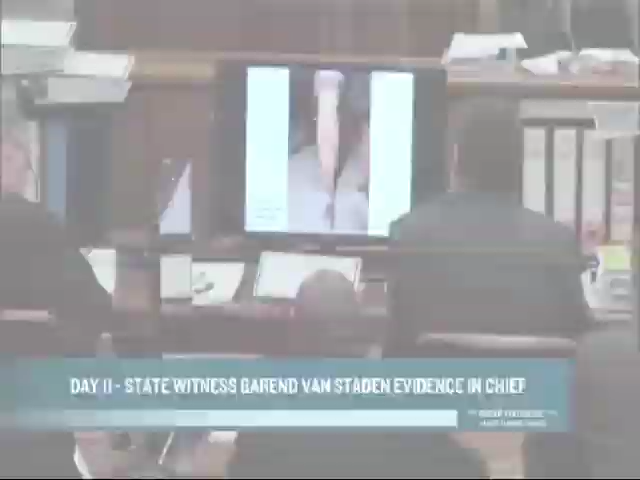 DAY 11 - STATE WITNESS BAREND VAN STADEN EVIDENCE IN CHIEF